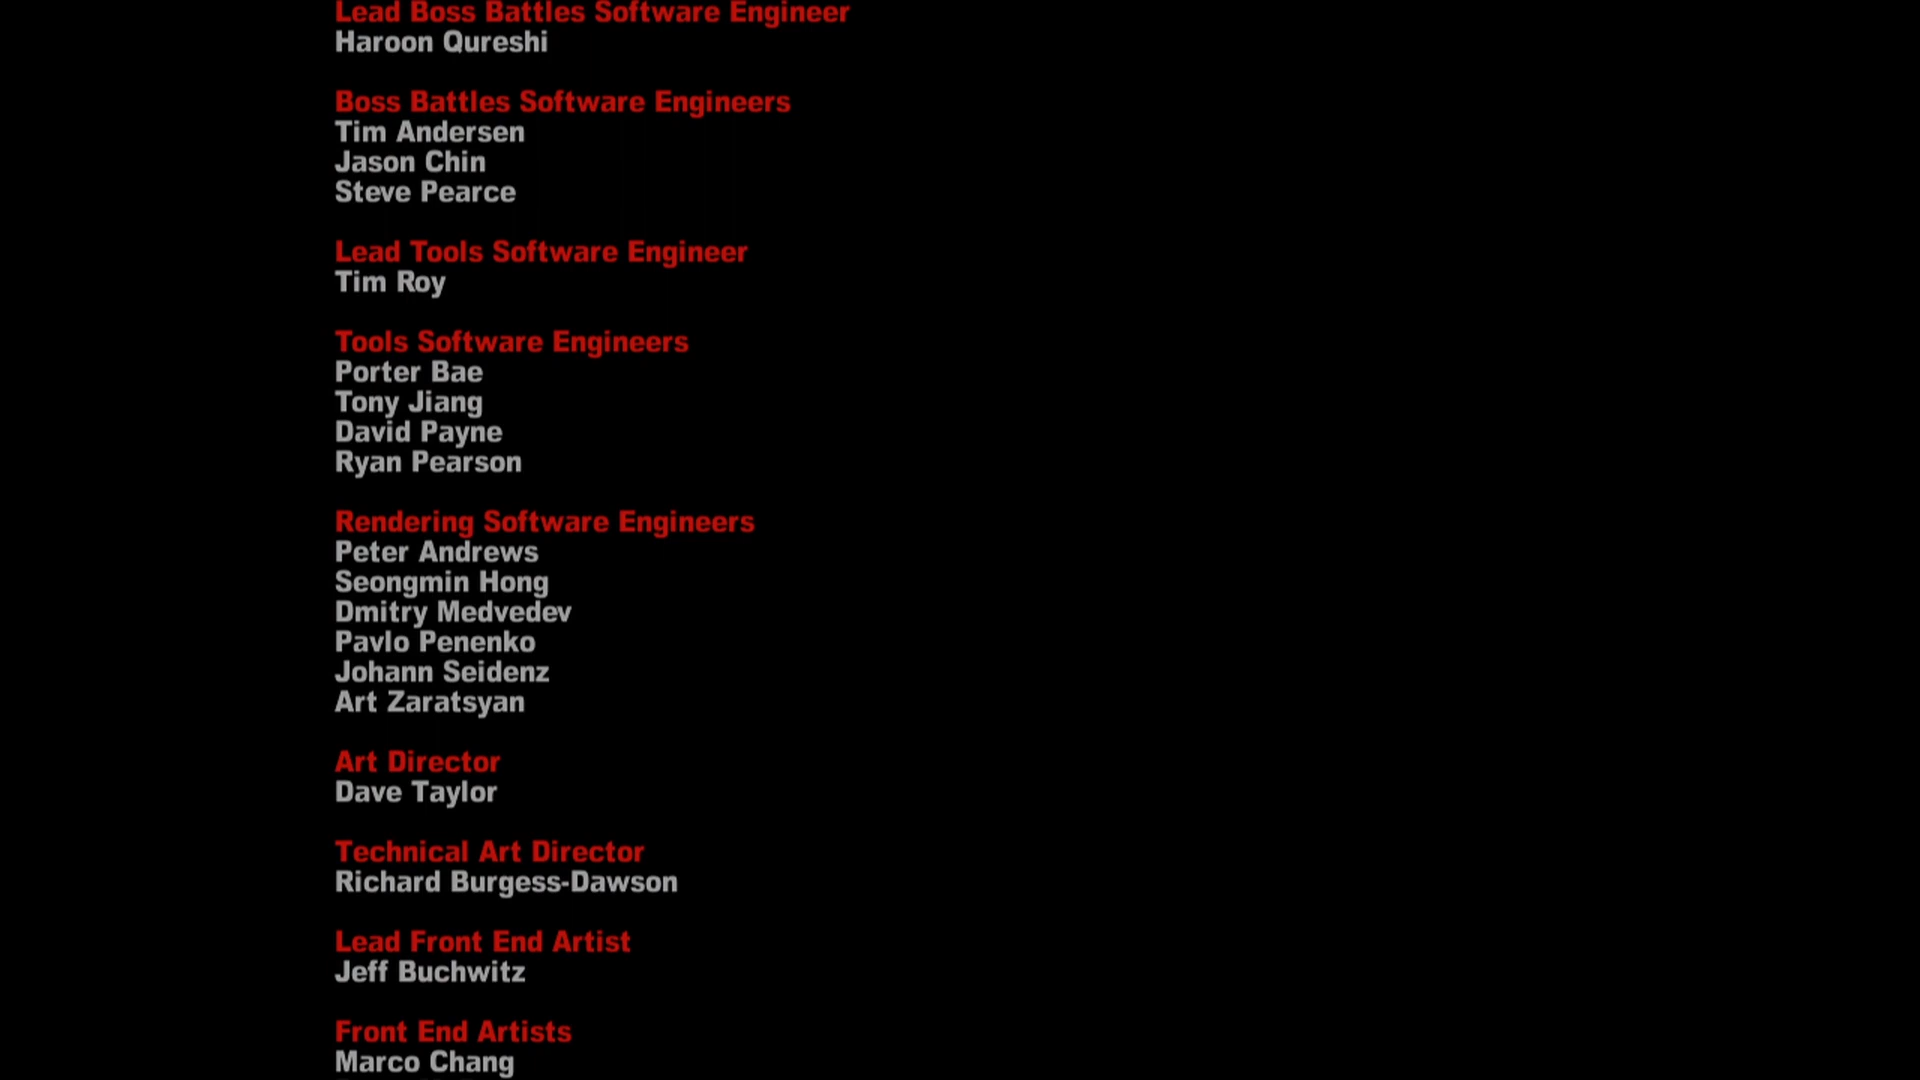 Lead Boss Battles Software Engineer
Haroon Qureshi
Boss Battles Software Engineers
Tim Andersen
Jason Chin
Steve Pearce
Lead Tools Software Engineer
Tim Roy
Tools Software Engineers
Porter Bae
Tony Jiang
David Payne
Ryan Pearson
Rendering Software Engineers
Peter Andrews
Seongmin Hong
Dmitry Medvedev
Pavlo Penenko
Johann Seidenz
Art Zaratsyan
Art Director
Dave Taylor
Technical Art Director
Richard Burgess-Dawson
Lead Front End Artist
Jeff Buchwitz
Front End Artists
Marco Chang